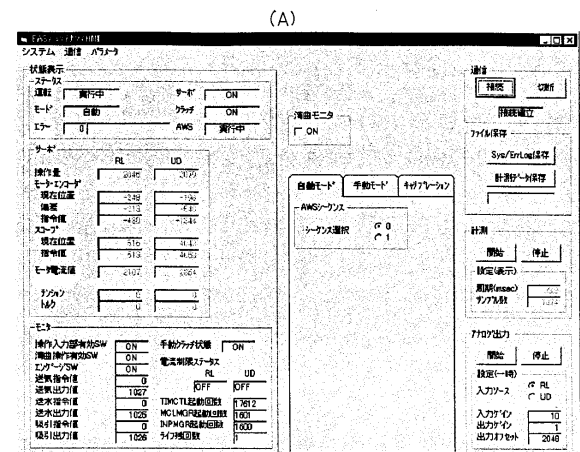 (A)
システム 通信 パラメータ
状態表示
ステータス
運転 実行中 サーボ ON
モード 自動 クラッチ ON
エラー 0 AWS 実行中
サーボ
RL UD
操作量 2046 3079
モータエンコーダ
現在位置
偏差
指令値
スコープ
現在位置 516
指令値 513
モータ電流値 2107
テンション 0 0
トルク 0 0
モニター
操作入力部有効SW ON
湾曲操作有効SW ON
エンゲージSW ON
送気指令値 0
送気出力値 1027
送水指令値 0
送水出力値 1025
吸引指令値 0
吸引出力値 1026
手動クラッチ状態 ON
電流制限ステータス
RL UD
OFF OFF
TIMCTL起動回数 17612
MCLMGR起動回数 1601
INPMGR起動回数 1600
ライフ残回数 1
湾曲モニタ
ON
自動モード 手動モード キャリブレーション
AWSシーケンス
シーケンス選択 0
1
通信
接続 切断
接続確立
ファイル保存
Sys/ErrLog保存
計測データ保存
計測
開始 停止
設定(表示)
周期(msec)
サンプル数
アナログ出力
開始 停止
設定(一時)
入力ソース RL
UD
入力ゲイン 10
出力ゲイン 1
出力オフセット 2048